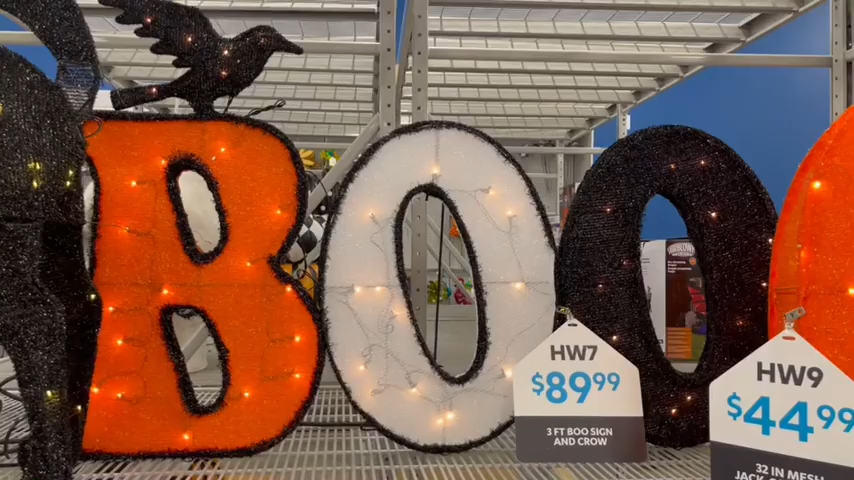 BOO
HW7
$89.99
3 FT BOO SIGN
AND CROW
HW9
$44.99
32 IN MESH